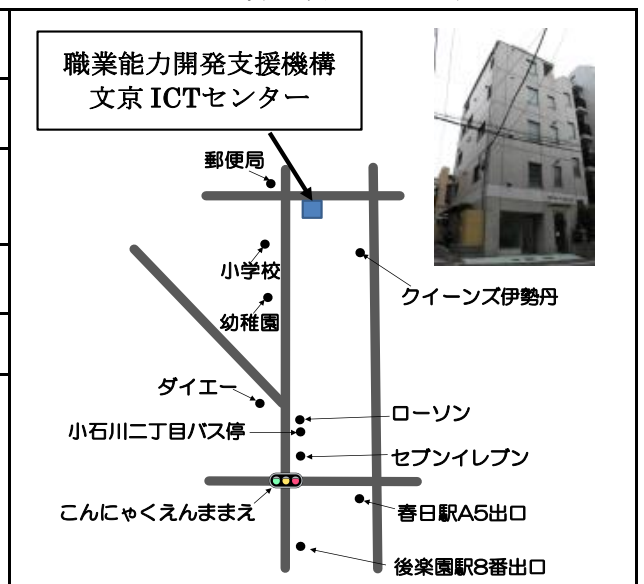 職業能力開発支援機構
文京 ICTセンター
郵便局
小学校
クイーンズ伊勢丹
幼稚園
ダイエー
ローソン
小石川二丁目バス停
セブンイレブン
こんにゃくえんままえ
春日駅A5出口
後楽園駅8番出口